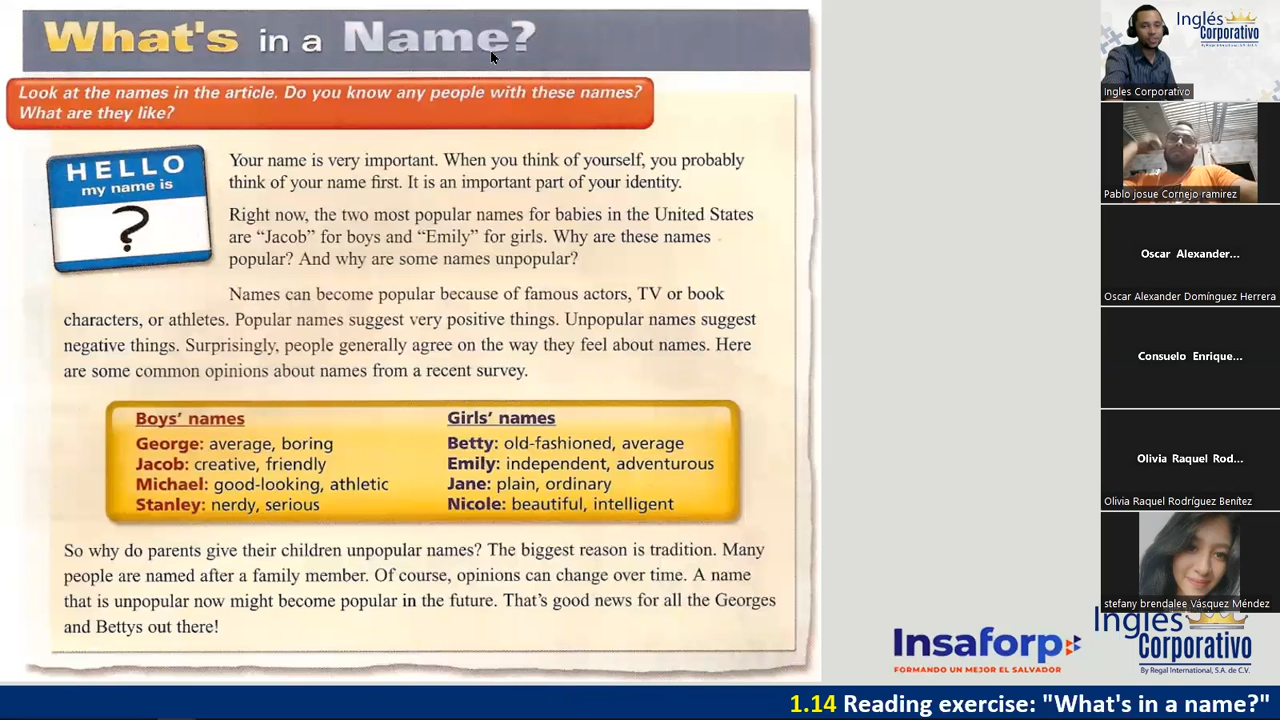 What's in a Name?
Look at the names in the article. Do you know any people with these names?
What are they like?
HELLO
my name is
?
Your name is very important. When you think of yourself, you probably
think of your name first. It is an important part of your identity.
Right now, the two most popular names for babies in the United States
are “Jacob” for boys and “Emily” for girls. Why are these names
popular? And why are some names unpopular?
Names can become popular because of famous actors, TV or book
characters, or athletes. Popular names suggest very positive things. Unpopular names suggest
negative things. Surprisingly, people generally agree on the way they feel about names. Here
are some common opinions about names from a recent survey.
Boys’ names
George: average, boring
Jacob: creative, friendly
Michael: good-looking, athletic
Stanley: nerdy, serious
Girls’ names
Betty: old-fashioned, average
Emily: independent, adventurous
Jane: plain, ordinary
Nicole: beautiful, intelligent
So why do parents give their children unpopular names? The biggest reason is tradition. Many
people are named after a family member. Of course, opinions can change over time. A name
that is unpopular now might become popular in the future. That’s good news for all the Georges
and Bettys out there!
Inglés
Corporativo
By Regal International, S.A. de C.V.
Ingles Corporativo
Pablo josue Cornejo ramirez
Oscar Alexander...
Oscar Alexander Domínguez Herrera
Consuelo Enrique...
Olivia Raquel Rod...
Olivia Raquel Rodríguez Benítez
stefany brendalee Vásquez Méndez
Insaforp
FORMANDO UN MEJOR EL SALVADOR
Inglés
Corporativo
By Regal International, S.A. de C.V.
1.14 Reading exercise: "What's in a name?"